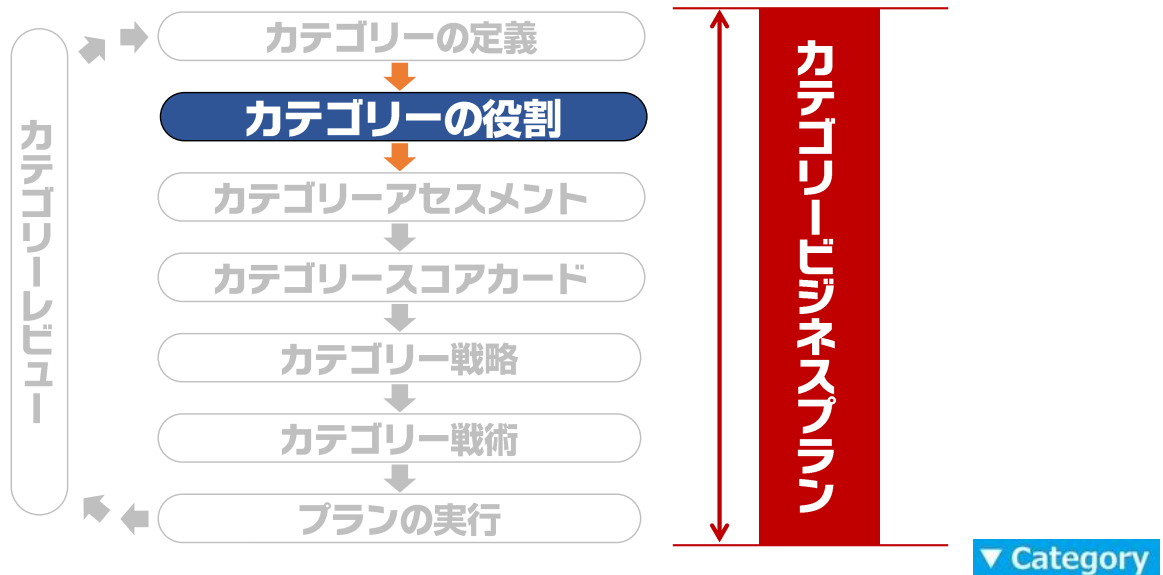 カテゴリーレビュー
カテゴリーの定義
カテゴリーの役割
カテゴリーアセスメント
カテゴリースコアカード
カテゴリー戦略
カテゴリー戦術
プランの実行
カテゴリービジネスプラン
▼ Category